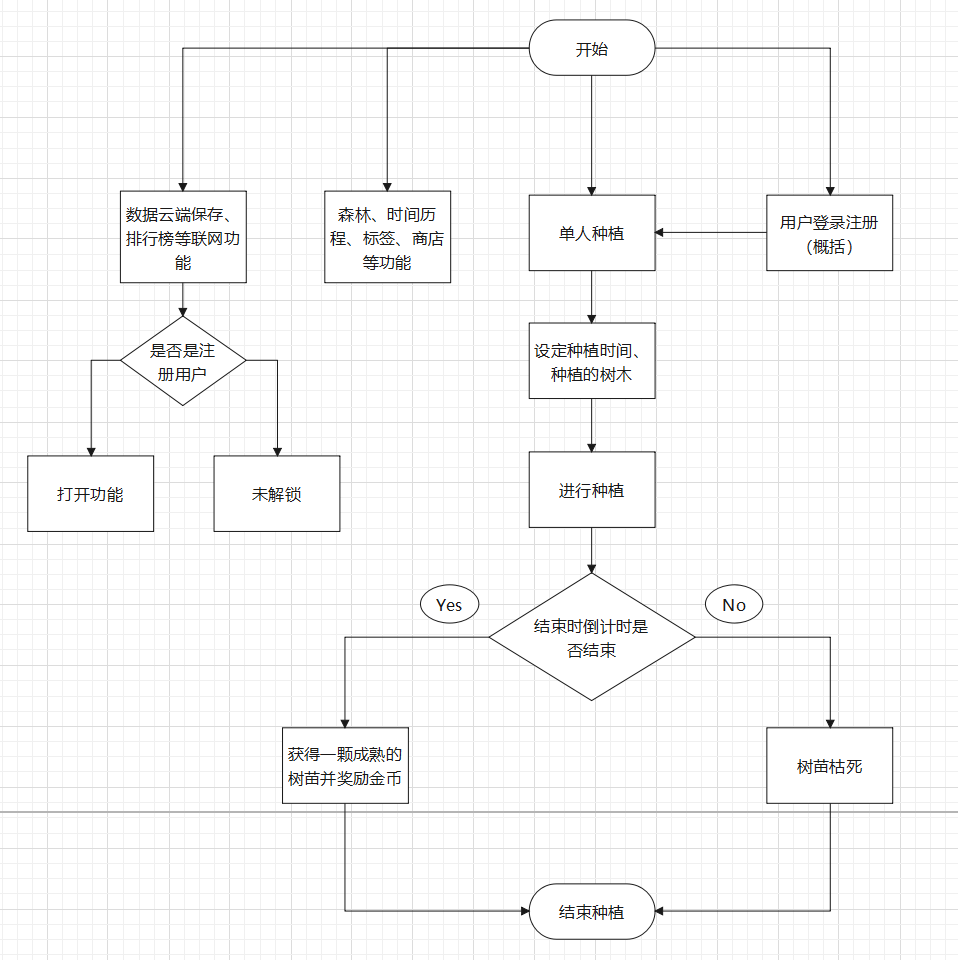 开始
数据云端保存、
排行榜等联网功
能
森林、时间历
程、标签、商店
等功能
单人种植
用户登录注册
（概括）
是否是注
册用户
设定种植时间、
种植的树木
打开功能
未解锁
进行种植
Yes
No
结束时倒计时是
否结束
获得一颗成熟的
树苗并奖励金币
树苗枯死
结束种植